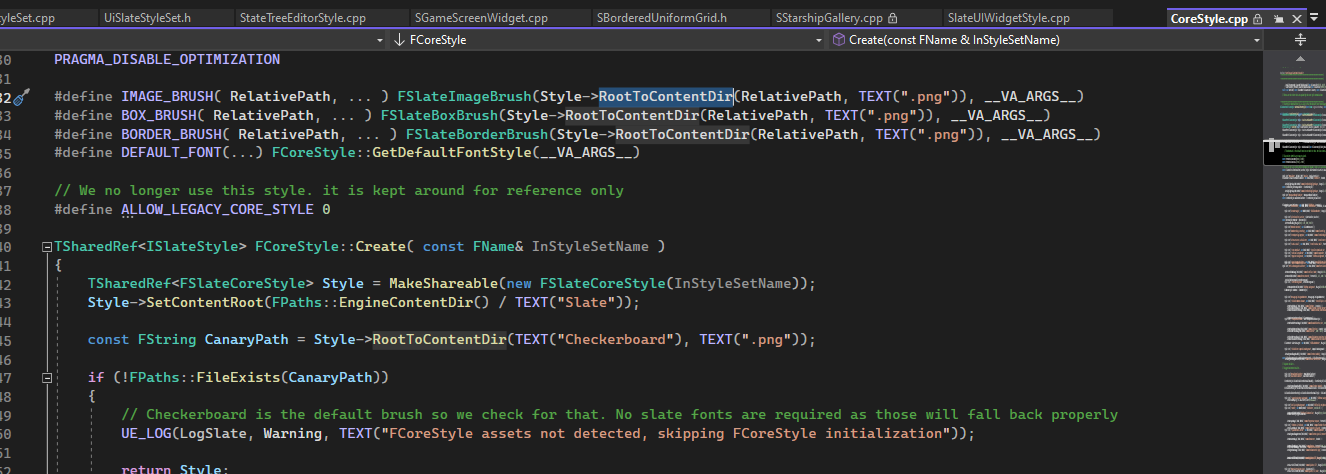 yleSet.cpp UiSlateStyleSet.h StateTreeEditorStyle.cpp SGameScreenWidget.cpp SBorderedUniformGrid.h SStarshipGallery.cpp SlateUIWidgetStyle.cpp CoreStyle.cpp
FCoreStyle Create(const FName & InStyleSetName)
30 PRAGMA_DISABLE_OPTIMIZATION
31
32 #define IMAGE_BRUSH( RelativePath, ... ) FSlateImageBrush(Style->RootToContentDir(RelativePath, TEXT(".png")), __VA_ARGS__)
33 #define BOX_BRUSH( RelativePath, ... ) FSlateBoxBrush(Style->RootToContentDir(RelativePath, TEXT(".png")), __VA_ARGS__)
34 #define BORDER_BRUSH( RelativePath, ... ) FSlateBorderBrush(Style->RootToContentDir(RelativePath, TEXT(".png")), __VA_ARGS__)
35 #define DEFAULT_FONT(...) FCoreStyle::GetDefaultFontStyle(__VA_ARGS__)
36
37 // We no longer use this style. it is kept around for reference only
38 #define ALLOW_LEGACY_CORE_STYLE 0
39
40 TSharedRef<ISlateStyle> FCoreStyle::Create( const FName& InStyleSetName )
41 {
42 TSharedRef<FSlateCoreStyle> Style = MakeShareable(new FSlateCoreStyle(InStyleSetName));
43 Style->SetContentRoot(FPaths::EngineContentDir() / TEXT("Slate"));
44
45 const FString CanaryPath = Style->RootToContentDir(TEXT("Checkerboard"), TEXT(".png"));
46
47 if (!FPaths::FileExists(CanaryPath))
48 {
49 // Checkerboard is the default brush so we check for that. No slate fonts are required as those will fall back properly
50 UE_LOG(LogSlate, Warning, TEXT("FCoreStyle assets not detected, skipping FCoreStyle initialization"));
51
52 return Style;